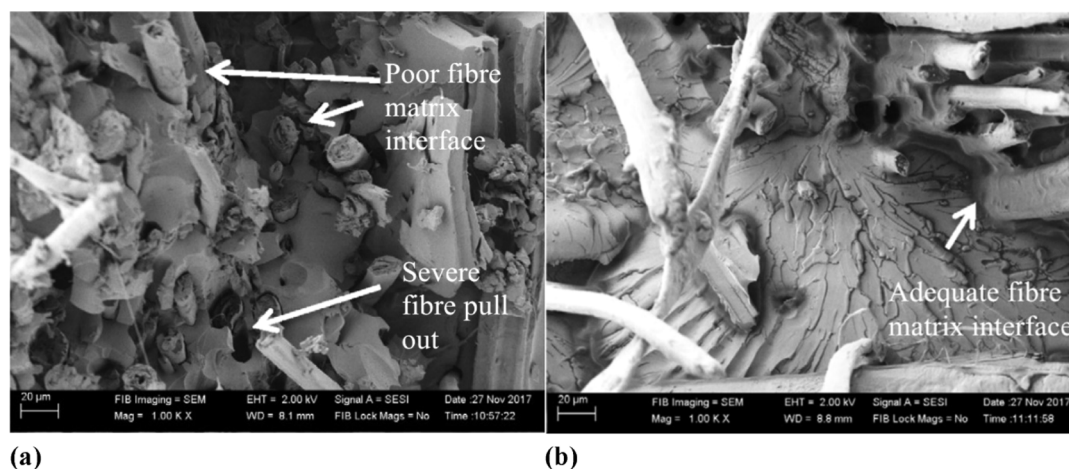 Poor fibre
matrix
interface
Severe
fibre pull
out
20 µm
FIB Imaging = SEM
EHT = 2.00 kV
Signal A = SESI
Date :27 Nov 2017
Mag = 1.00 K X
WD = 8.1 mm
FIB Lock Mags = No
Time :10:57:22
(a)
Adequate fibre
matrix interface
20 µm
FIB Imaging = SEM
EHT = 2.00 kV
Signal A = SESI
Date :27 Nov 2017
Mag = 1.00 K X
WD = 8.8 mm
FIB Lock Mags = No
Time :11:11:58
(b)